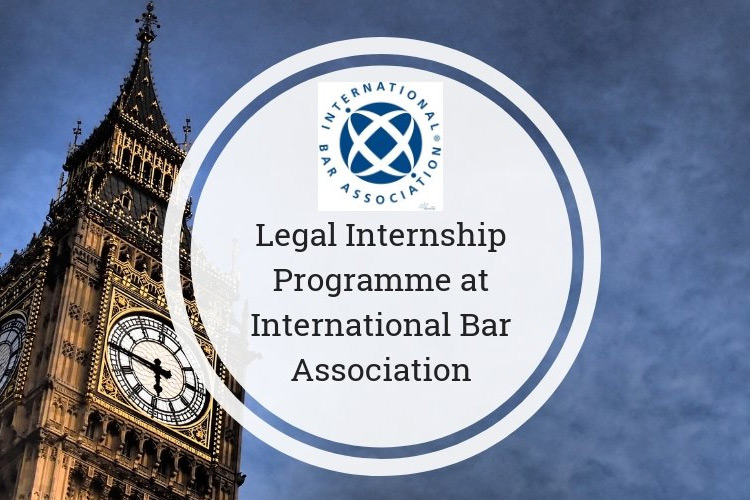 INTERNATIONAL®
BAR ASSOCIATION
Legal Internship
Programme at
International Bar
Association